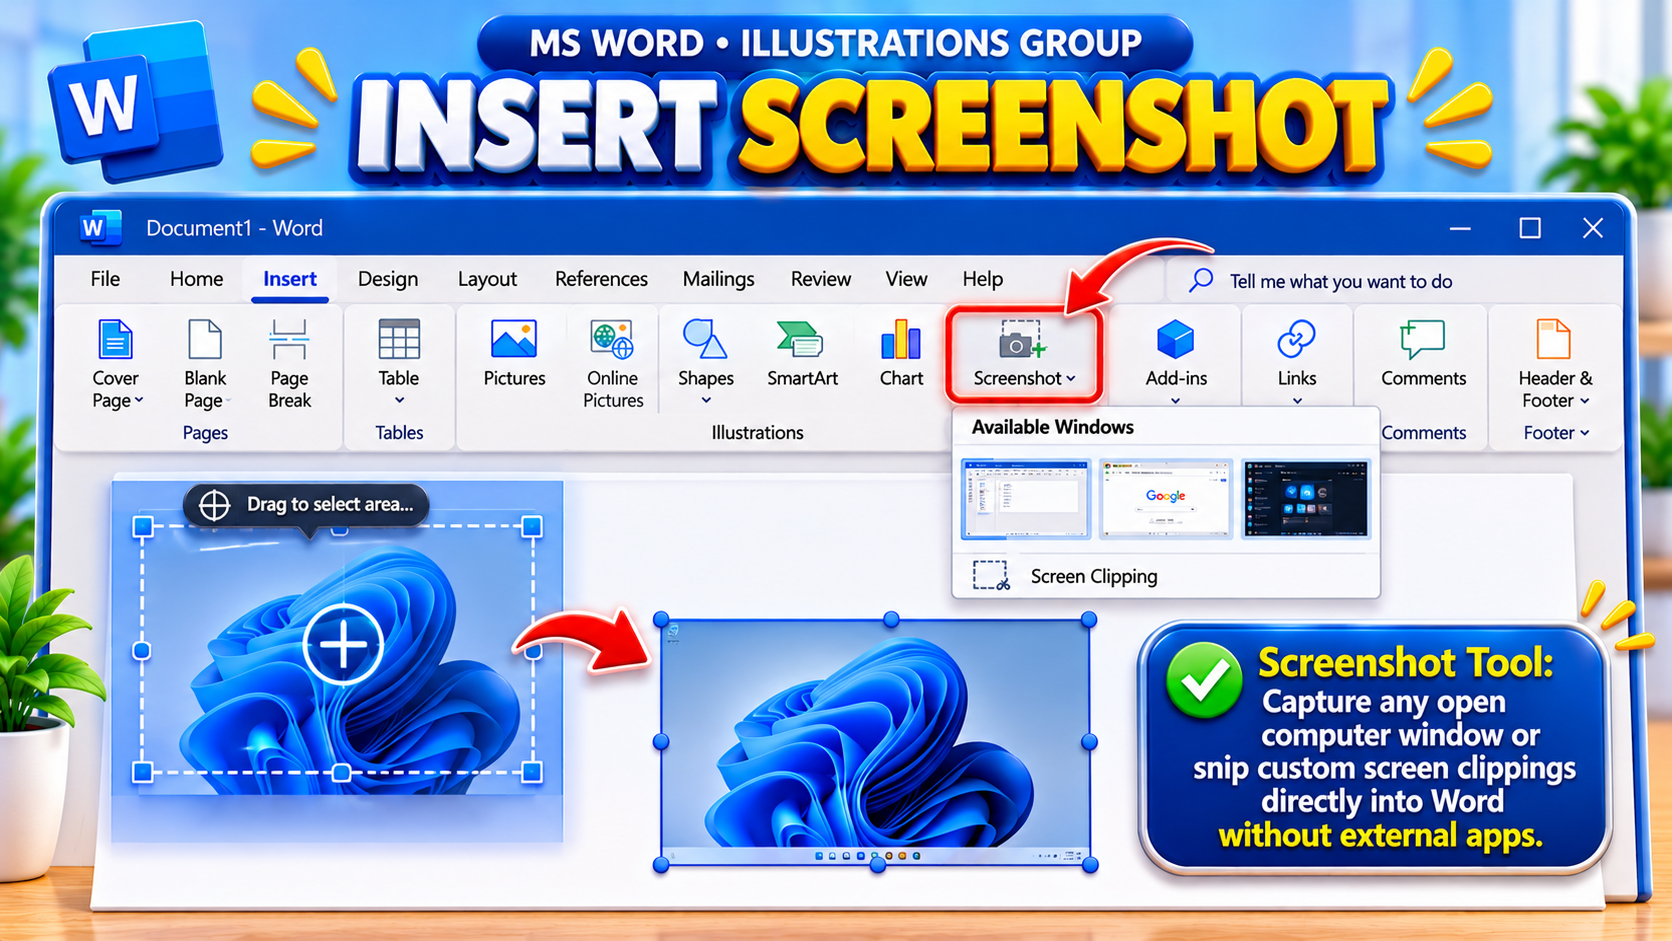 MS WORD • ILLUSTRATIONS GROUP
INSERT SCREENSHOT
W
W
Document1 - Word
File Home Insert Design Layout References Mailings Review View Help
Tell me what you want to do
Cover Page
Blank Page
Page Break
Table
Pictures
Online Pictures
Shapes
SmartArt
Chart
Screenshot
Add-ins
Links
Comments
Header & Footer
Pages
Tables
Illustrations
Comments
Footer
Available Windows
Google
Screen Clipping
Drag to select area...
Screenshot Tool:
Capture any open
computer window or
snip custom screen clippings
directly into Word
without external apps.